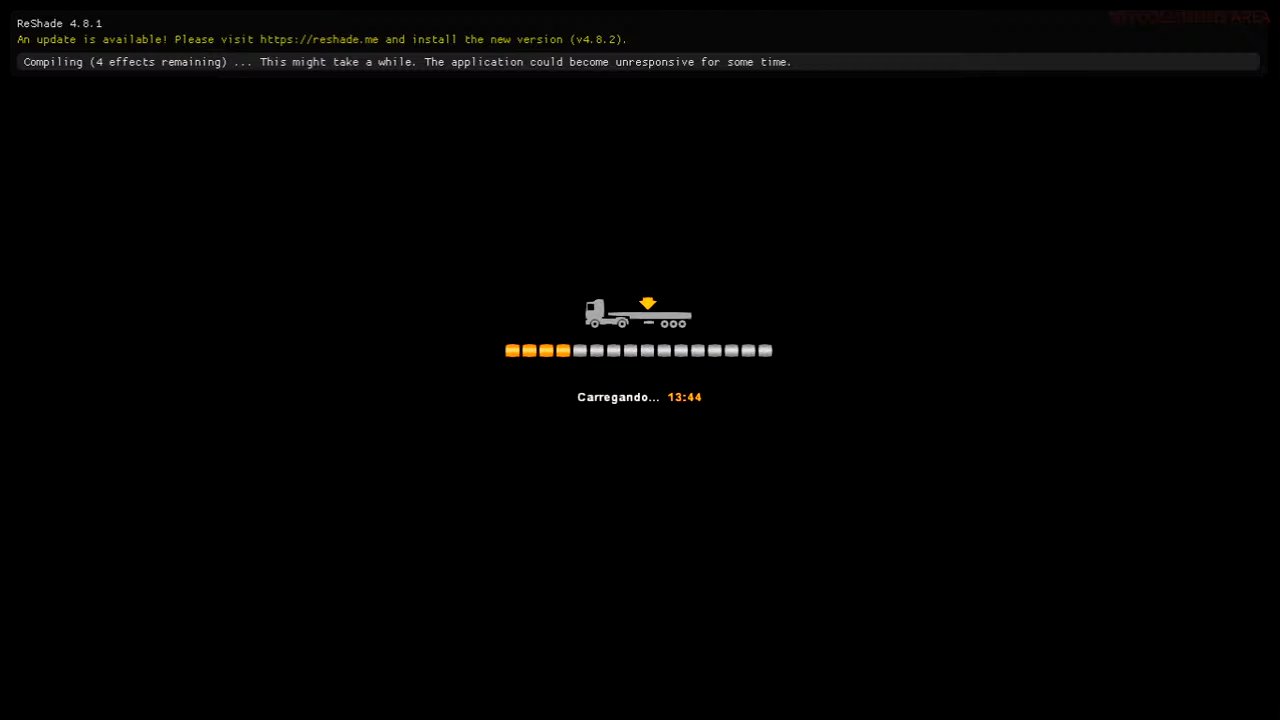 ReShade 4.8.1
An update is available! Please visit https://reshade.me and install the new version (v4.8.2).
Compiling (4 effects remaining) ... This might take a while. The application could become unresponsive for some time.
Carregando... 13:44